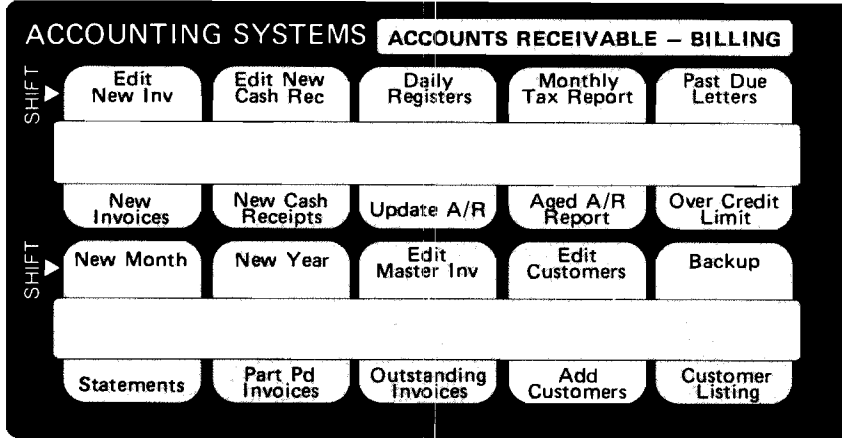 ACCOUNTING SYSTEMS ACCOUNTS RECEIVABLE – BILLING
SHIFT
Edit New Inv
Edit New Cash Rec
Daily Registers
Monthly Tax Report
Past Due Letters
New Invoices
New Cash Receipts
Update A/R
Aged A/R Report
Over Credit Limit
SHIFT
New Month
New Year
Edit Master Inv
Edit Customers
Backup
Statements
Part Pd Invoices
Outstanding Invoices
Add Customers
Customer Listing